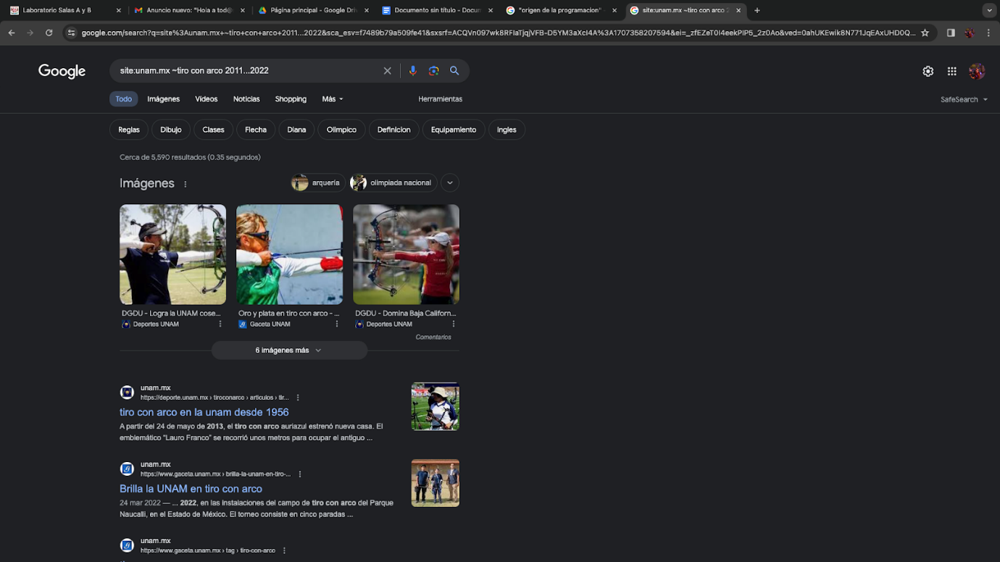 Laboratorio Salas A y B
Anuncio nuevo: "Hola a tod@
Página principal - Google Driv
Documento sin título - Docum
"origen de la programacion" -
site:unam.mx ~tiro con arco 2
google.com/search?q=site%3Aunam.mx+~tiro+con+arco+2011...2022&sca_esv=f7489b79a509fe41&sxsrf=ACQVn097wk8RFIaTjqjVFB-D5YM3aXcI4A%3A1707358207594&ei=_zfEZeT0I4eekPIP5_2z0Ao&ved=0ahUKEwik8N771JqEAxUHD0Q...
Google
site:unam.mx ~tiro con arco 2011...2022
Todo
Imágenes
Vídeos
Noticias
Shopping
Más
Herramientas
SafeSearch
Reglas
Dibujo
Clases
Flecha
Diana
Olímpico
Definicion
Equipamiento
Ingles
Cerca de 5,590 resultados (0.35 segundos)
Imágenes
arquería
olimpiada nacional
DGDU - Logra la UNAM cose...
Deportes UNAM
Oro y plata en tiro con arco - ...
Gaceta UNAM
DGDU - Domina Baja Californ...
Deportes UNAM
Comentarios
6 imágenes más
unam.mx
https://deporte.unam.mx › tiroconarco › articulos › tir...
tiro con arco en la unam desde 1956
A partir del 24 de mayo de 2013, el tiro con arco auriazul estrenó nueva casa. El
emblemático "Lauro Franco" se recorrió unos metros para ocupar el antiguo ...
unam.mx
https://www.gaceta.unam.mx › brilla-la-unam-en-tiro-...
Brilla la UNAM en tiro con arco
24 mar 2022 — ... 2022, en las instalaciones del campo de tiro con arco del Parque
Naucalli, en el Estado de México. El torneo consiste en cinco paradas ...
unam.mx
https://www.gaceta.unam.mx › tag › tiro-con-arco